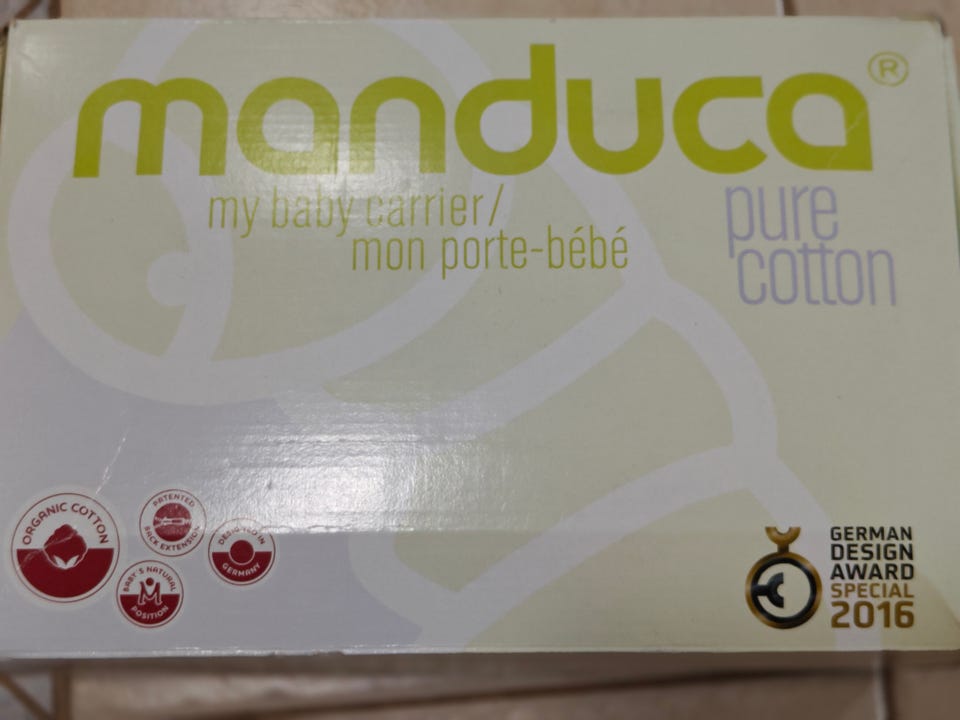 manduca®
my baby carrier/
mon porte-bébé
pure
cotton
ORGANIC COTTON
PATENTED
BACK EXTENSION
DESIGNED IN
GERMANY
BABY'S NATURAL
POSITION
GERMAN
DESIGN
AWARD
SPECIAL
2016